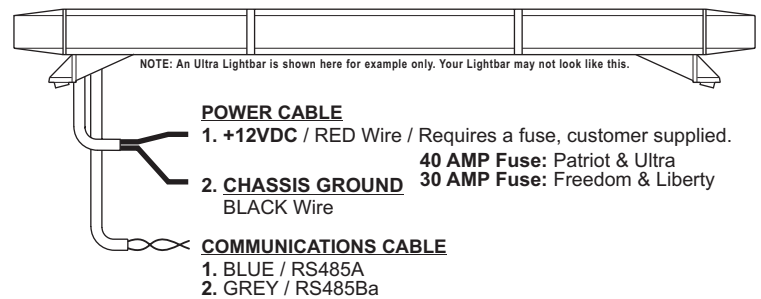 NOTE: An Ultra Lightbar is shown here for example only. Your Lightbar may not look like this.
POWER CABLE
1. +12VDC / RED Wire / Requires a fuse, customer supplied.
40 AMP Fuse: Patriot & Ultra
30 AMP Fuse: Freedom & Liberty
2. CHASSIS GROUND
BLACK Wire
COMMUNICATIONS CABLE
1. BLUE / RS485A
2. GREY / RS485Ba